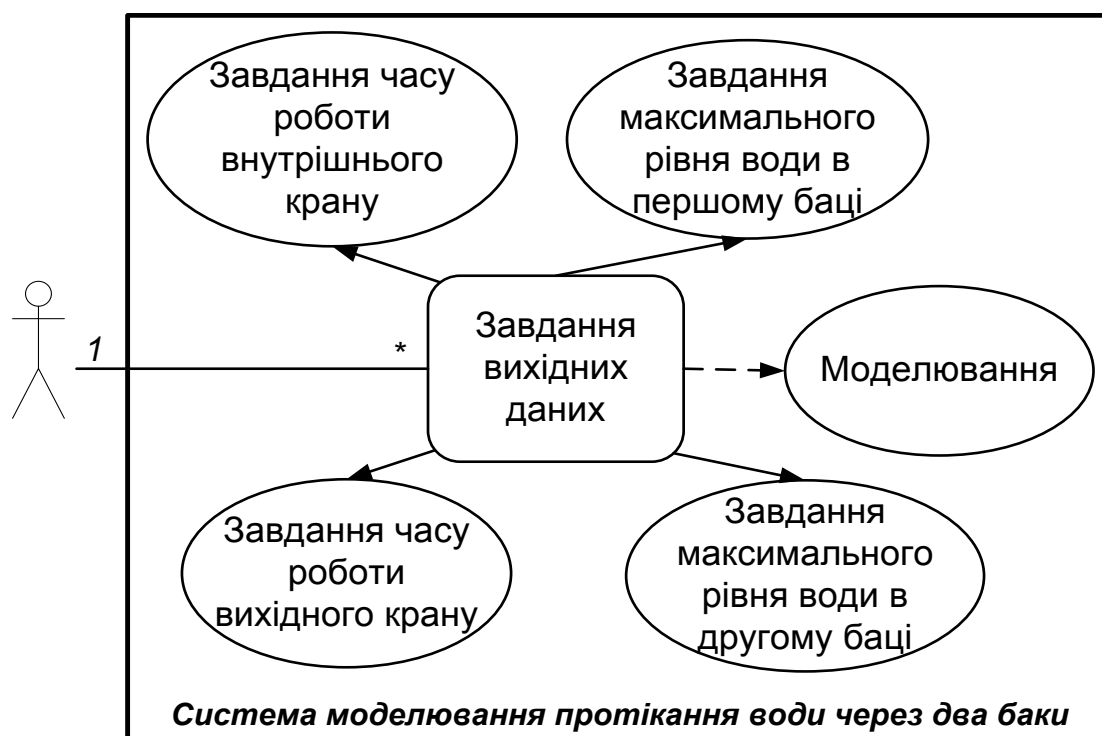 Завдання часу
роботи
внутрішнього
крану
Завдання
максимального
рівня води в
першому баці
1
*
Завдання
вихідних
даних
Моделювання
Завдання часу
роботи
вихідного крану
Завдання
максимального
рівня води в
другому баці
Система моделювання протікання води через два баки